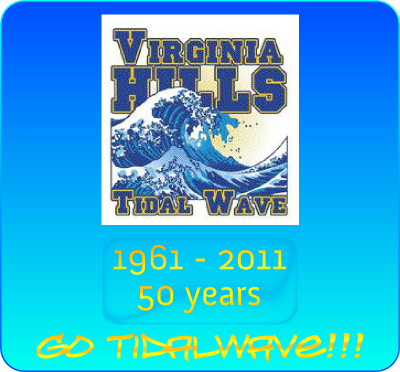 Virginia
Hills
Tidal Wave
1961 - 2011
50 years
GO TIDALWAVE!!!